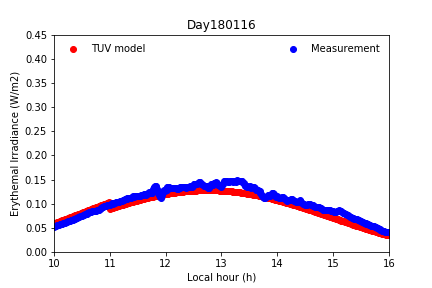 Day180116
0.45
0.40
0.35
0.30
0.25
0.20
0.15
0.10
0.05
0.00
Erythemal Irradiance (W/m2)
TUV model
Measurement
10 11 12 13 14 15 16
Local hour (h)